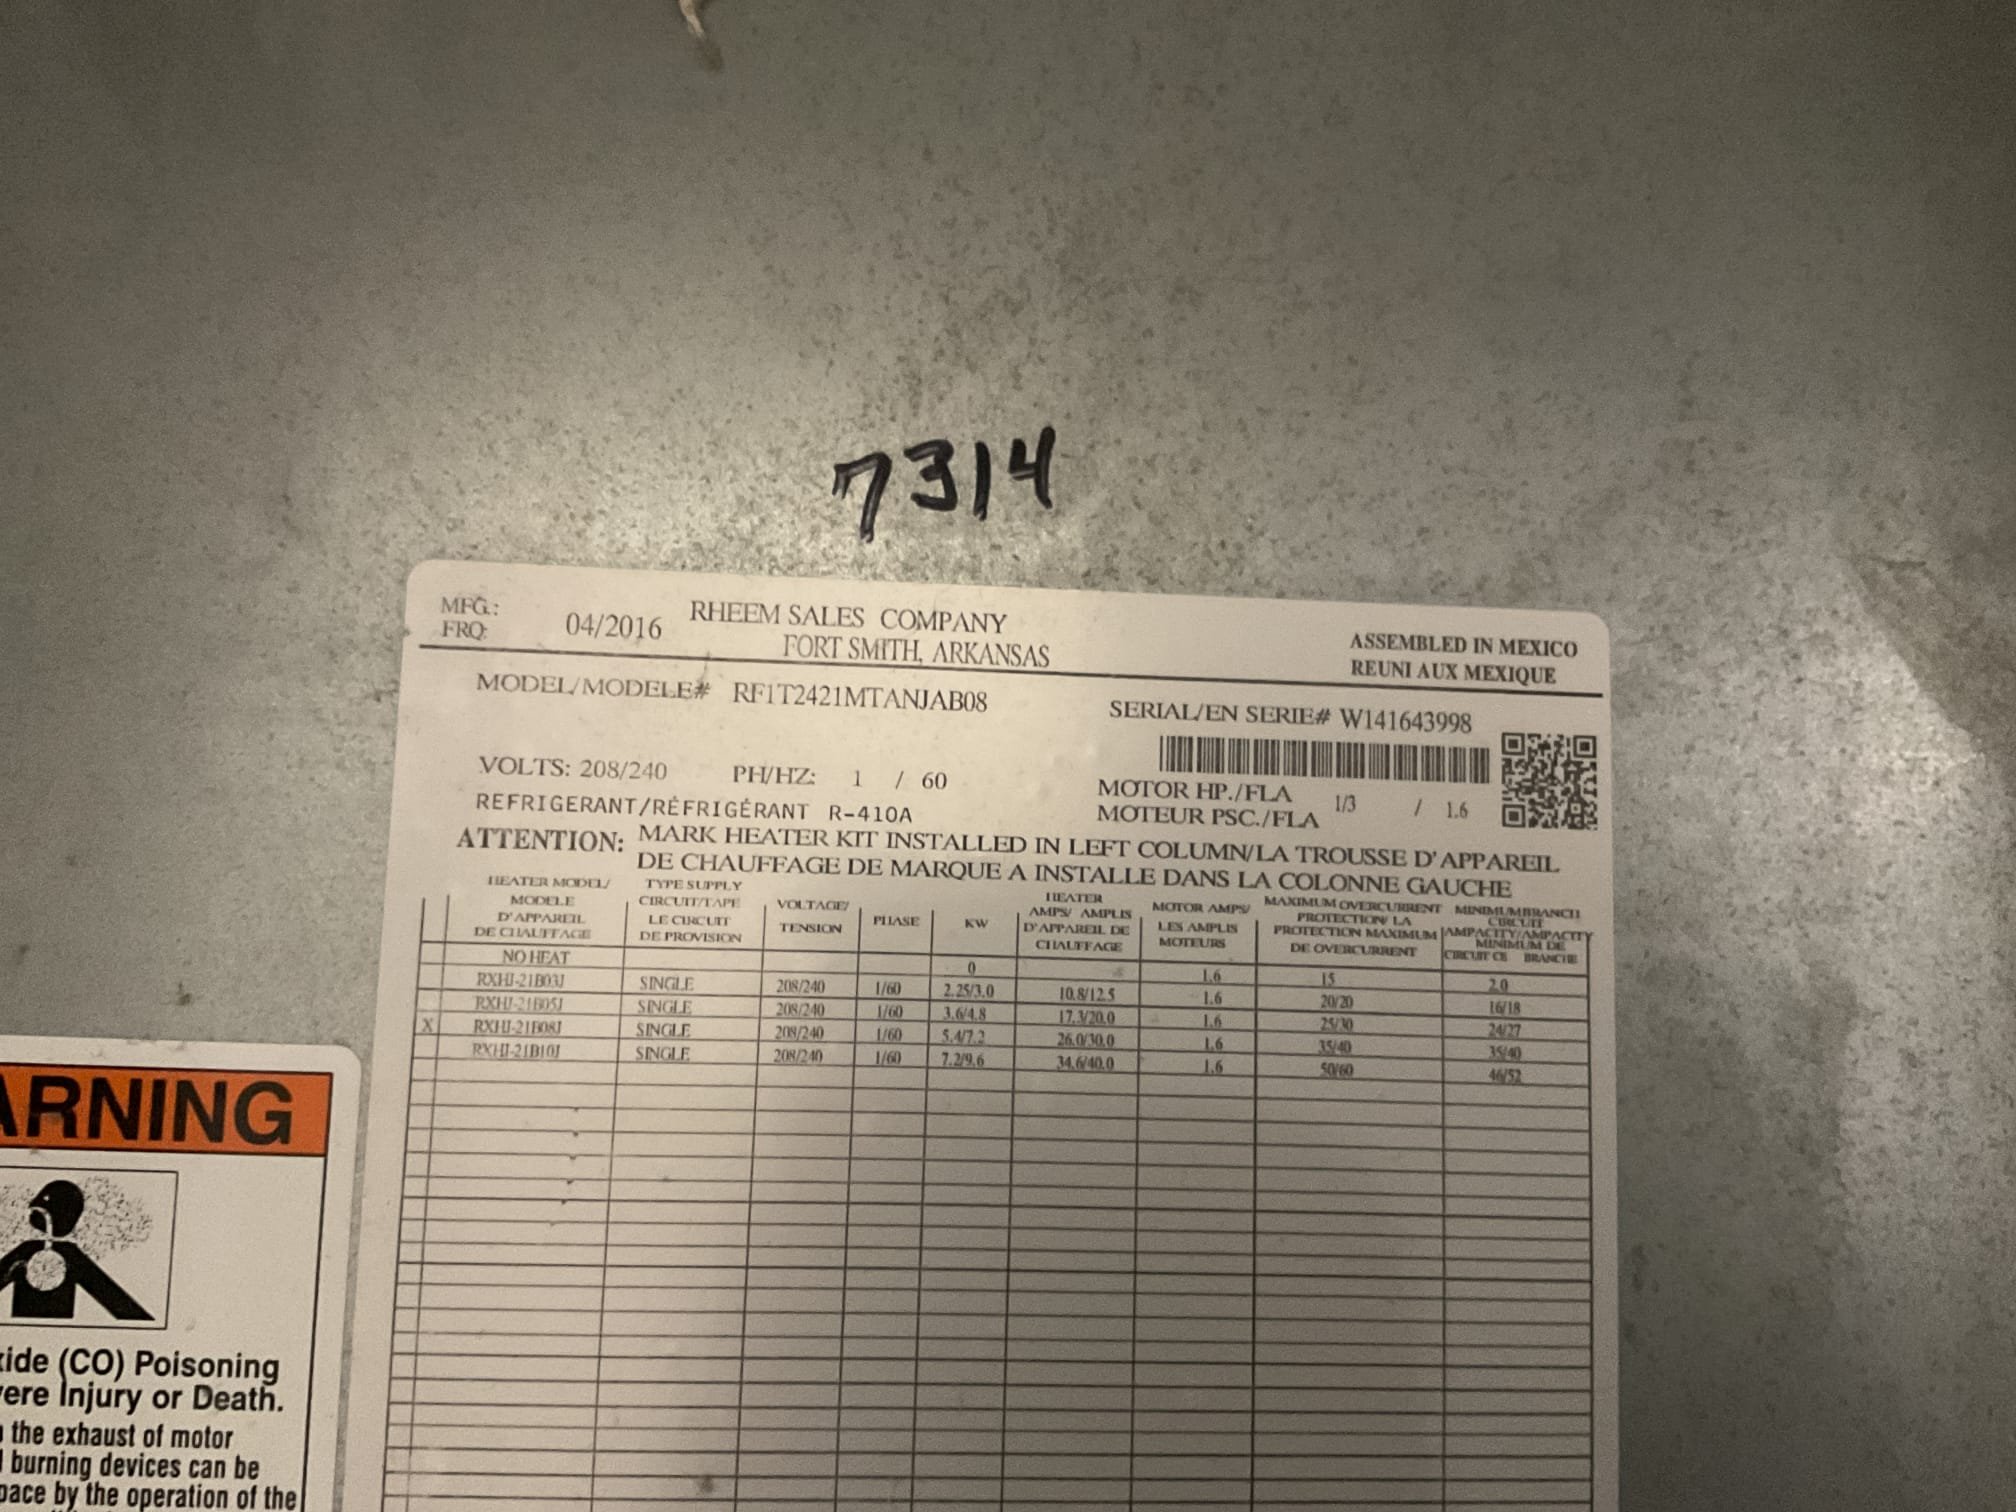 7314
MFG.: 04/2016 RHEEM SALES COMPANY
FRQ: FORT SMITH, ARKANSAS
ASSEMBLED IN MEXICO
REUNI AUX MEXIQUE
MODEL/MODELE# RF1T2421MTANJAB08
SERIAL/EN SERIE# W141643998
VOLTS: 208/240 PH/HZ: 1 / 60
MOTOR HP./FLA 1/3 / 1.6
MOTEUR PSC./FLA
REFRIGERANT/RÉFRIGÉRANT R-410A
ATTENTION: MARK HEATER KIT INSTALLED IN LEFT COLUMN/LA TROUSSE D'APPAREIL
DE CHAUFFAGE DE MARQUE A INSTALLE DANS LA COLONNE GAUCHE
HEATER MODEL/
MODELE
D'APPAREIL
DE CHAUFFAGE
TYPE SUPPLY
CIRCUIT/TAPE
LE CIRCUIT
DE PROVISION
VOLTAGE/
TENSION
PHASE
KW
HEATER
AMPS/ AMPLIS
D'APPAREIL DE
CHAUFFAGE
MOTOR AMPS/
LES AMPLIS
MOTEURS
MAXIMUM OVERCURRENT
PROTECTION/ LA
PROTECTION MAXIMUM
DE OVERCURRENT
MINIMUM BRANCH
CIRCUIT
AMPACITY/AMPACITY
MINIMUM DE
CIRCUIT CE BRANCHE
NO HEAT 0 1.6 15 2.0
RXHJ-21B03J SINGLE 208/240 1/60 2.25/3.0 10.8/12.5 1.6 20/20 16/18
RXHJ-21B05J SINGLE 208/240 1/60 3.6/4.8 17.3/20.0 1.6 25/30 24/27
X RXHJ-21B08J SINGLE 208/240 1/60 5.4/7.2 26.0/30.0 1.6 35/40 35/40
RXHJ-21B10J SINGLE 208/240 1/60 7.2/9.6 34.6/40.0 1.6 50/60 46/52
ARNING
xide (CO) Poisoning
vere Injury or Death.
the exhaust of motor
burning devices can be
pace by the operation of the